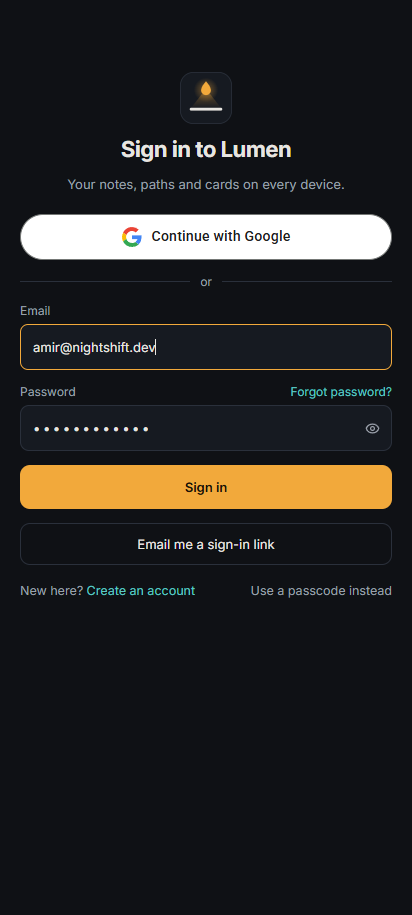 Sign in to Lumen
Your notes, paths and cards on every device.
Continue with Google
or
Email
amir@nightshift.dev
Password Forgot password?
••••••••••••
Sign in
Email me a sign-in link
New here? Create an account Use a passcode instead